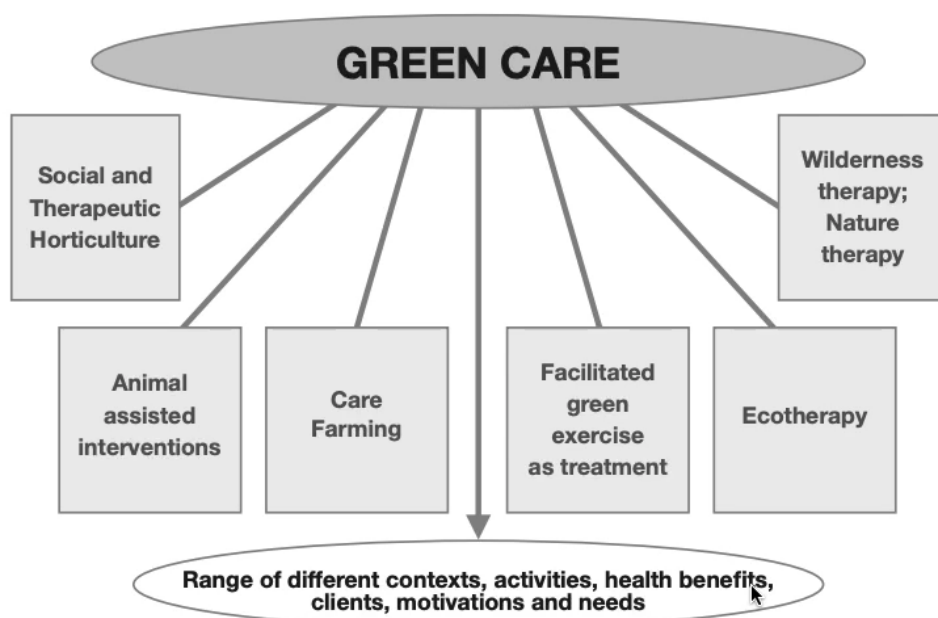 GREEN CARE
Social and
Therapeutic
Horticulture
Wilderness
therapy;
Nature
therapy
Animal
assisted
interventions
Care
Farming
Facilitated
green
exercise
as treatment
Ecotherapy
Range of different contexts, activities, health benefits,
clients, motivations and needs